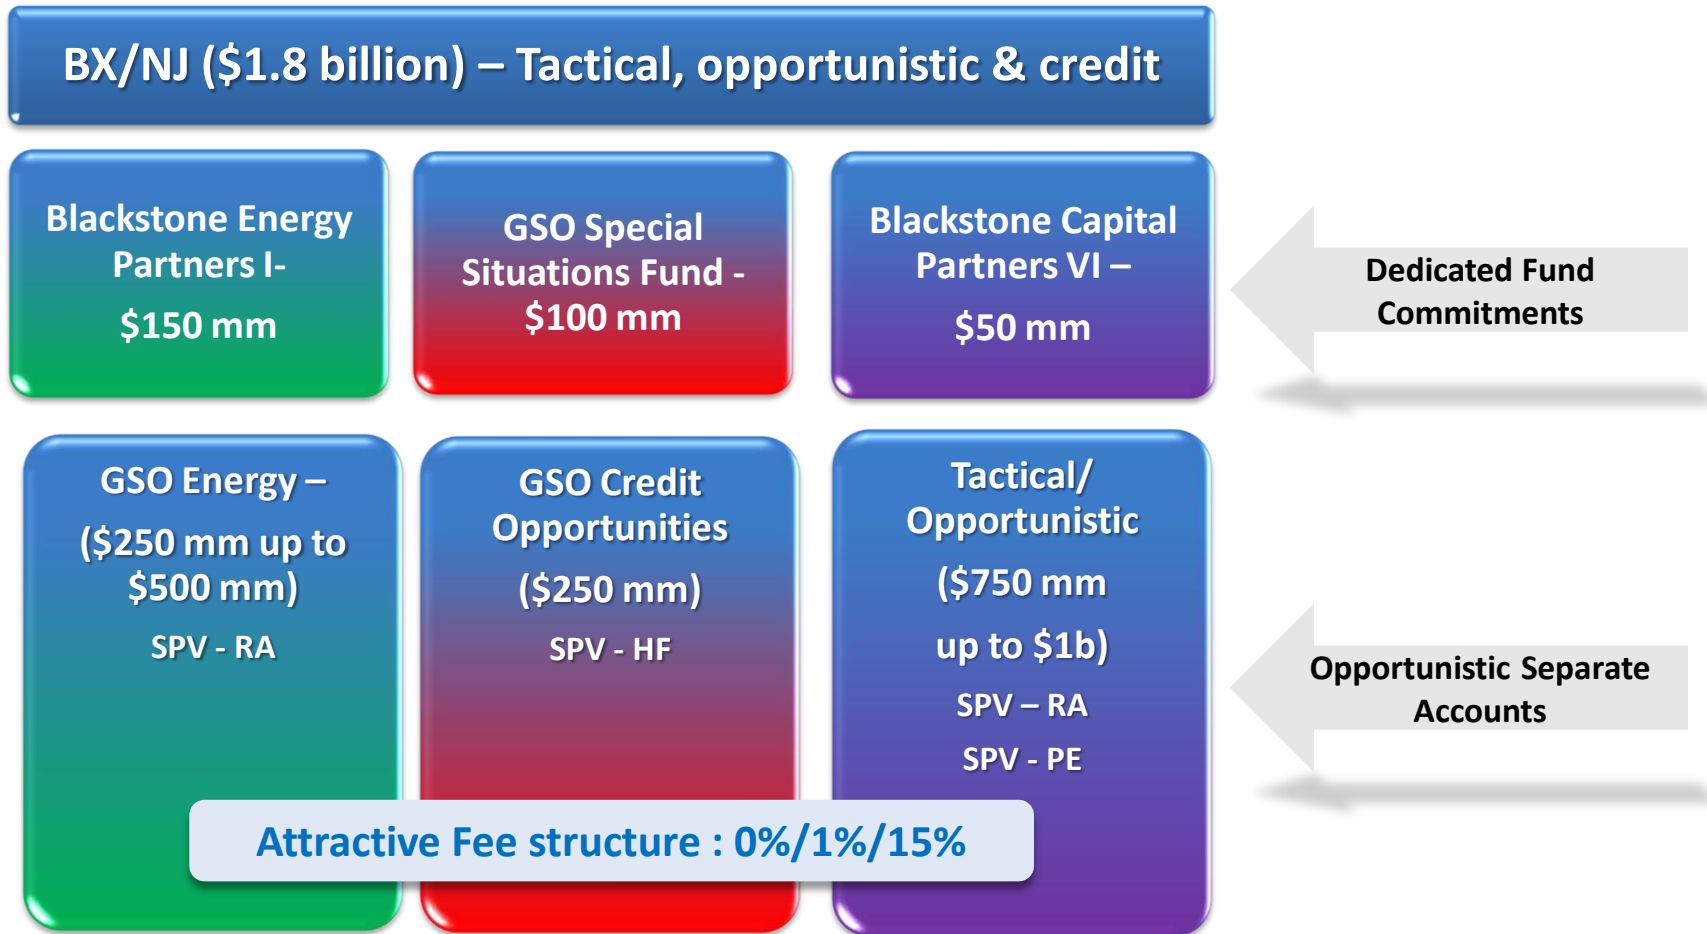 BX/NJ ($1.8 billion) – Tactical, opportunistic & credit
Blackstone Energy
Partners I-
$150 mm
GSO Special
Situations Fund -
$100 mm
Blackstone Capital
Partners VI –
$50 mm
Dedicated Fund
Commitments
GSO Energy –
($250 mm up to
$500 mm)
SPV - RA
GSO Credit
Opportunities
($250 mm)
SPV - HF
Tactical/
Opportunistic
($750 mm
up to $1b)
SPV – RA
SPV - PE
Opportunistic Separate
Accounts
Attractive Fee structure : 0%/1%/15%